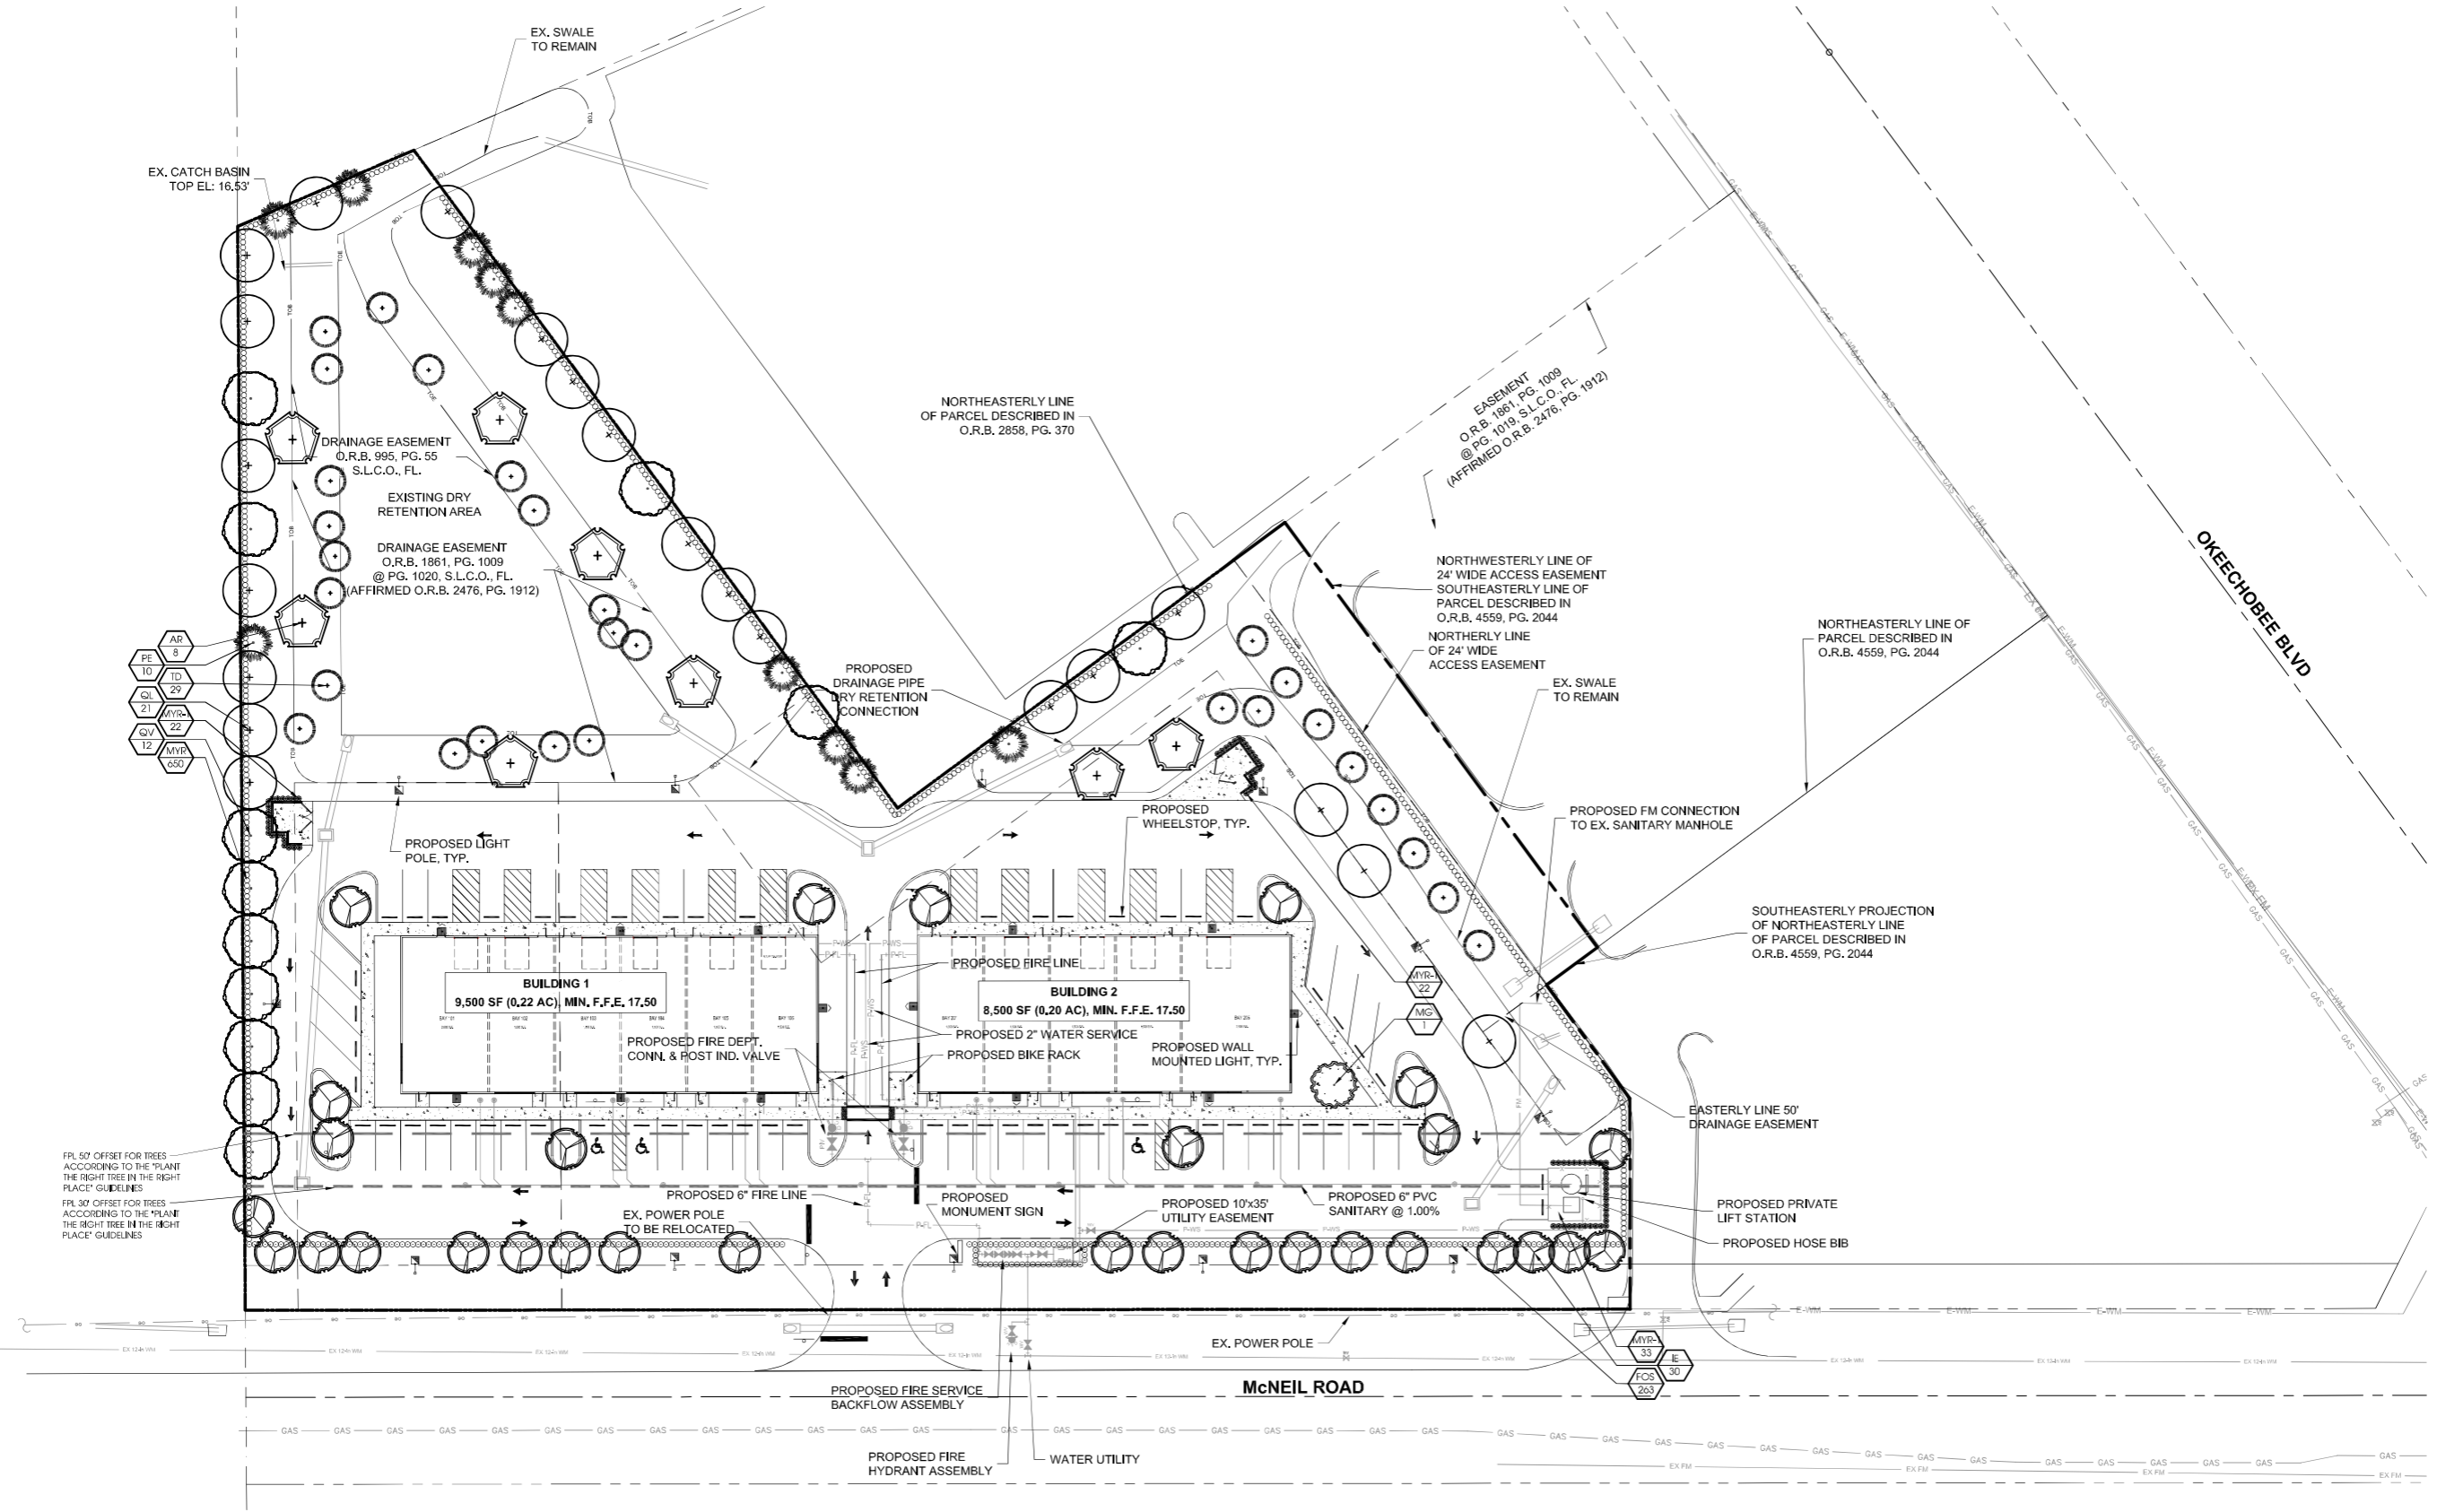 EX. SWALE
TO REMAIN
EX. CATCH BASIN
TOP EL: 16.53'
NORTHEASTERLY LINE
OF PARCEL DESCRIBED IN
O.R.B. 2858, PG. 370
EASEMENT
O.R.B. 1861, PG. 1009
@ PG. 1019, S.L.C.O., FL.
(AFFIRMED O.R.B. 2476, PG. 1912)
OKEECHOBEE BLVD
DRAINAGE EASEMENT
O.R.B. 995, PG. 55
S.L.C.O., FL.
EXISTING DRY
RETENTION AREA
DRAINAGE EASEMENT
O.R.B. 1861, PG. 1009
@ PG. 1020, S.L.C.O., FL.
(AFFIRMED O.R.B. 2476, PG. 1912)
NORTHWESTERLY LINE OF
24' WIDE ACCESS EASEMENT
SOUTHEASTERLY LINE OF
PARCEL DESCRIBED IN
O.R.B. 4559, PG. 2044
NORTHERLY LINE
OF 24' WIDE
ACCESS EASEMENT
NORTHEASTERLY LINE OF
PARCEL DESCRIBED IN
O.R.B. 4559, PG. 2044
EX. SWALE
TO REMAIN
AR
8
PE
10
TD
29
QL
21
MYR-1
22
QV
12
MYR
650
PROPOSED
DRAINAGE PIPE
DRY RETENTION
CONNECTION
PROPOSED LIGHT
POLE, TYP.
PROPOSED
WHEELSTOP, TYP.
PROPOSED FM CONNECTION
TO EX. SANITARY MANHOLE
SOUTHEASTERLY PROJECTION
OF NORTHEASTERLY LINE
OF PARCEL DESCRIBED IN
O.R.B. 4559, PG. 2044
BUILDING 1
9,500 SF (0.22 AC), MIN. F.F.E. 17.50
PROPOSED FIRE LINE
BUILDING 2
8,500 SF (0.20 AC), MIN. F.F.E. 17.50
MYR-1
22
MG
1
PROPOSED 2" WATER SERVICE
PROPOSED FIRE DEPT.
CONN. & POST IND. VALVE
PROPOSED BIKE RACK
PROPOSED WALL
MOUNTED LIGHT, TYP.
EASTERLY LINE 50'
DRAINAGE EASEMENT
FPL 50' OFFSET FOR TREES
ACCORDING TO THE "PLANT
THE RIGHT TREE IN THE RIGHT
PLACE" GUIDELINES
FPL 30' OFFSET FOR TREES
ACCORDING TO THE "PLANT
THE RIGHT TREE IN THE RIGHT
PLACE" GUIDELINES
PROPOSED 6" FIRE LINE
EX. POWER POLE
TO BE RELOCATED
PROPOSED
MONUMENT SIGN
PROPOSED 10'x35'
UTILITY EASEMENT
PROPOSED 6" PVC
SANITARY @ 1.00%
PROPOSED PRIVATE
LIFT STATION
PROPOSED HOSE BIB
EX. POWER POLE
MYR-1
33
IE
30
FOS
263
PROPOSED FIRE SERVICE
BACKFLOW ASSEMBLY
McNEIL ROAD
PROPOSED FIRE
HYDRANT ASSEMBLY
WATER UTILITY